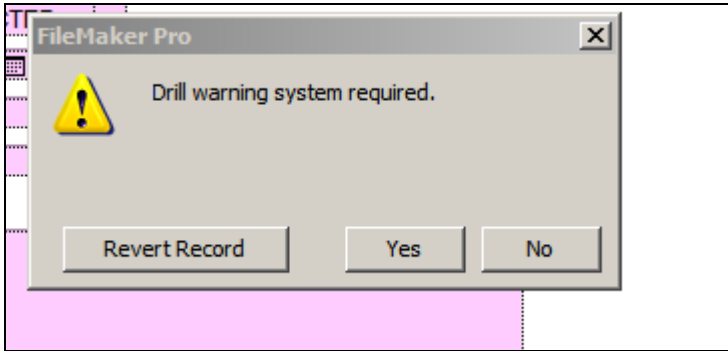 FileMaker Pro
Drill warning system required.
Revert Record
Yes
No